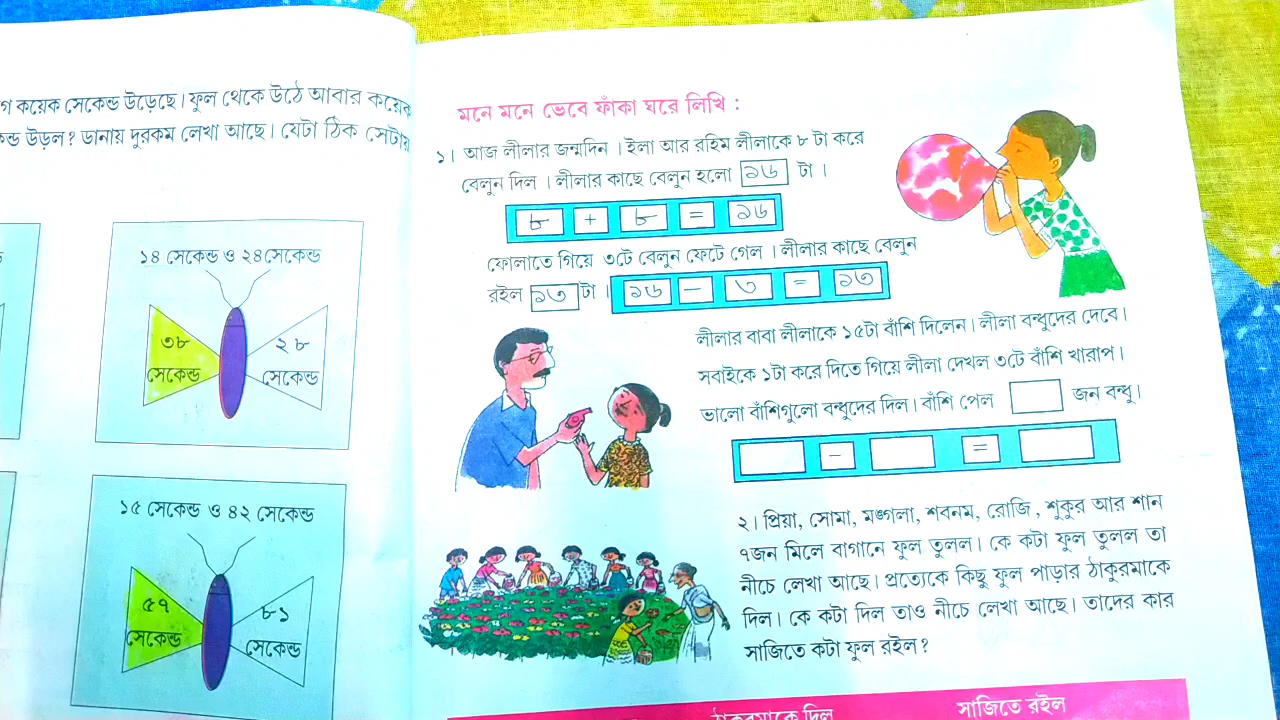 কয়েক সেকেন্ড উড়েছে। ফুল থেকে উঠে আবার কয়েক
উড়ল? ডানায় দুরকম লেখা আছে। যেটা ঠিক সেটায়
১৪ সেকেন্ড ও ২৪ সেকেন্ড
৩৮ ২৮
সেকেন্ড সেকেন্ড
১৫ সেকেন্ড ও ৪২ সেকেন্ড
৫৭ ৮১
সেকেন্ড সেকেন্ড
মনে মনে ভেবে ফাঁকা ঘরে লিখি :
১। আজ লীলার জন্মদিন । ইলা আর রহিম লীলাকে ৮ টা করে
বেলুন দিল । লীলার কাছে বেলুন হলো ১৬ টা ।
৮ + ৮ = ১৬
ফোলাতে গিয়ে ৩টে বেলুন ফেটে গেল । লীলার কাছে বেলুন
রইল ১৩ টা । ১৬ − ৩ = ১৩
লীলার বাবা লীলাকে ১৫টা বাঁশি দিলেন। লীলা বন্ধুদের দেবে।
সবাইকে ১টা করে দিতে গিয়ে লীলা দেখল ৩টে বাঁশি খারাপ।
ভালো বাঁশিগুলো বন্ধুদের দিল। বাঁশি পেল জন বন্ধু।
− =
২। প্রিয়া, সোমা, মঙ্গলা, শবনম, রোজি, শুকুর আর শান
৭জন মিলে বাগানে ফুল তুলল। কে কটা ফুল তুলল তা
নীচে লেখা আছে। প্রত্যেকে কিছু ফুল পাড়ার ঠাকুরমাকে
দিল। কে কটা দিল তাও নীচে লেখা আছে। তাদের কার
সাজিতে কটা ফুল রইল?
ঠাকুরমাকে দিল সাজিতে রইল